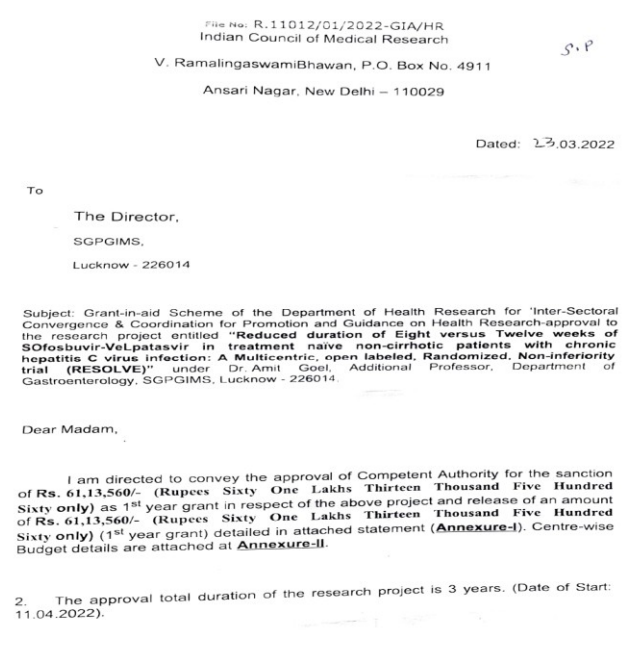 File No: R.11012/01/2022-GIA/HR
Indian Council of Medical Research
S.P
V. RamalingaswamiBhawan, P.O. Box No. 4911
Ansari Nagar, New Delhi – 110029
Dated: 23.03.2022
To
The Director,
SGPGIMS,
Lucknow - 226014
Subject: Grant-in-aid Scheme of the Department of Health Research for 'Inter-Sectoral
Convergence & Coordination for Promotion and Guidance on Health Research-approval to
the research project entitled "Reduced duration of Eight versus Twelve weeks of
SOfosbuvir-VeLpatasvir in treatment naïve non-cirrhotic patients with chronic
hepatitis C virus infection: A Multicentric, open labeled, Randomized, Non-inferiority
trial (RESOLVE)" under Dr. Amit Goel, Additional Professor, Department of
Gastroenterology, SGPGIMS, Lucknow - 226014.
Dear Madam,
I am directed to convey the approval of Competent Authority for the sanction
of Rs. 61,13,560/- (Rupees Sixty One Lakhs Thirteen Thousand Five Hundred
Sixty only) as 1st year grant in respect of the above project and release of an amount
of Rs. 61,13,560/- (Rupees Sixty One Lakhs Thirteen Thousand Five Hundred
Sixty only) (1st year grant) detailed in attached statement (Annexure-I). Centre-wise
Budget details are attached at Annexure-II.
2. The approval total duration of the research project is 3 years. (Date of Start:
11.04.2022).